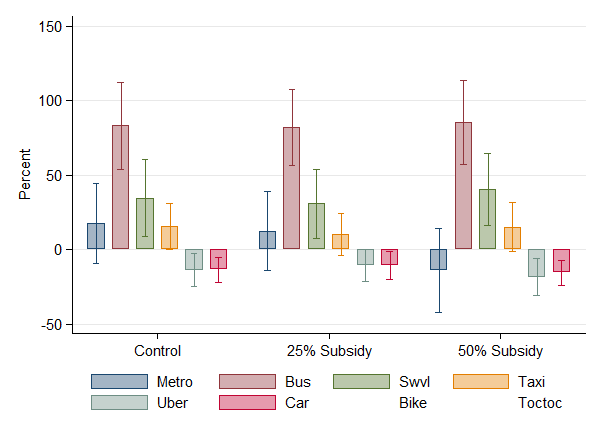 150
100
50
0
-50
Percent
Control 25% Subsidy 50% Subsidy
Metro Bus Swvl Taxi
Uber Car Bike Toctoc